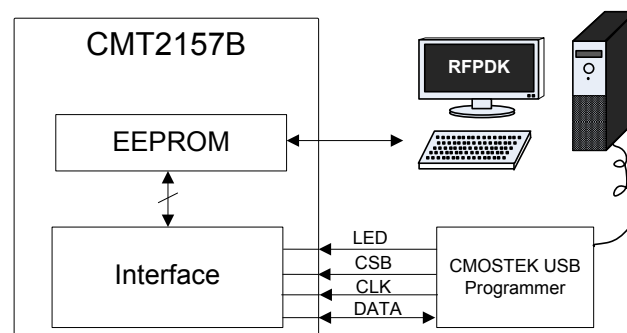 CMT2157B
RFPDK
EEPROM
LED
CSB
CLK
DATA
Interface
CMOSTEK USB
Programmer